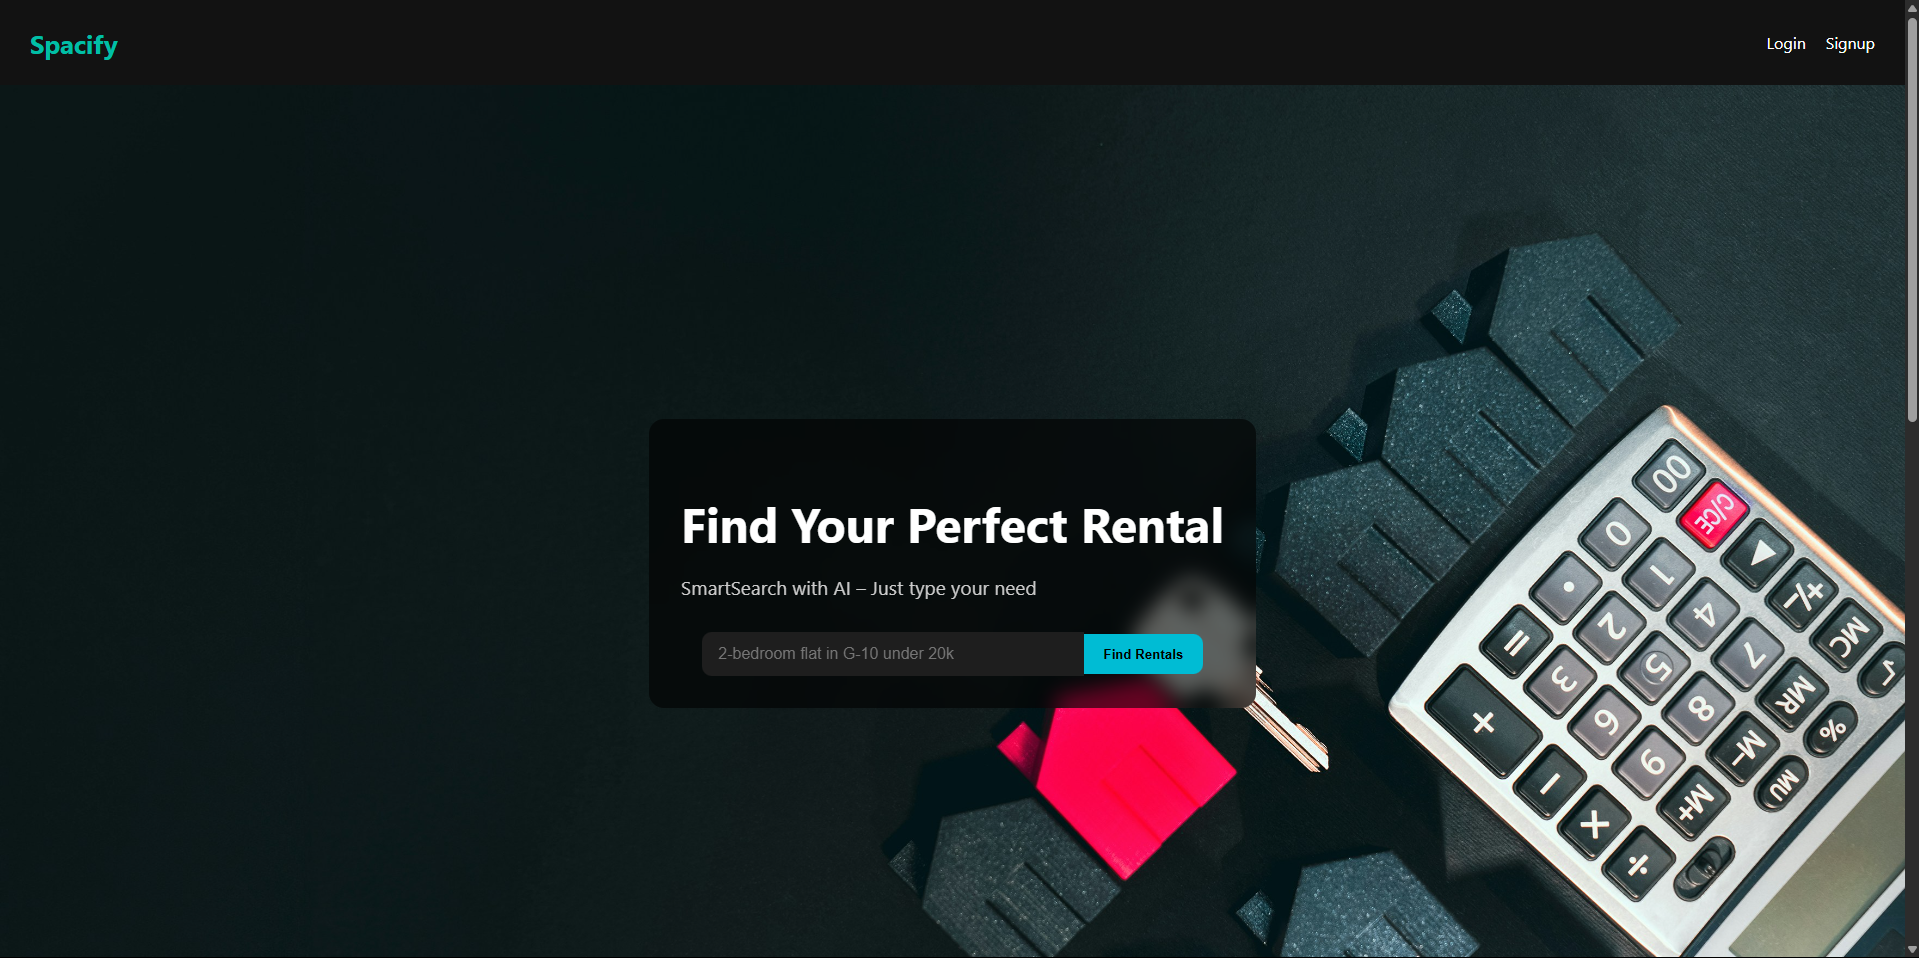 Spacify
Login Signup
Find Your Perfect Rental
SmartSearch with AI – Just type your need
2-bedroom flat in G-10 under 20k
Find Rentals
00
C/CE
0
▲
+/−
MC
√
•
1
4
7
MR
%
=
2
5
8
M−
MU
3
6
9
M+
+
−
×
÷